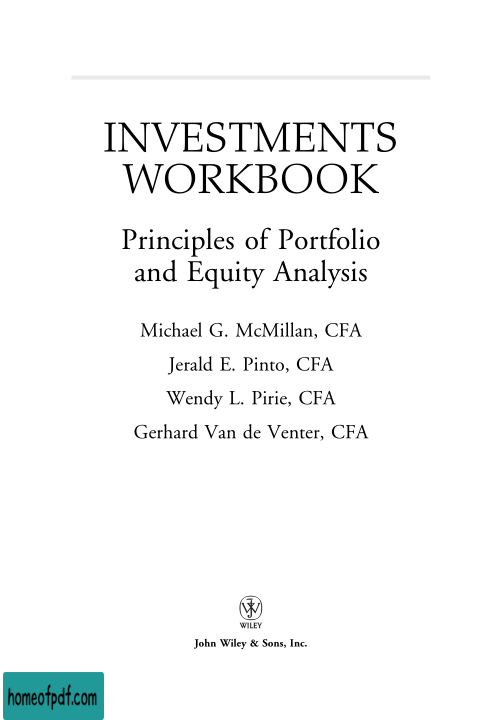 INVESTMENTS
WORKBOOK
Principles of Portfolio
and Equity Analysis
Michael G. McMillan, CFA
Jerald E. Pinto, CFA
Wendy L. Pirie, CFA
Gerhard Van de Venter, CFA
WILEY
John Wiley & Sons, Inc.
homeofpdf.com